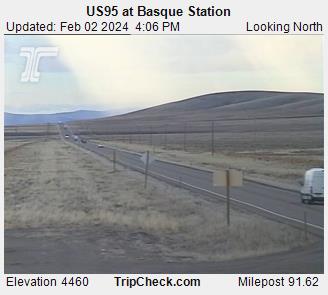 US95 at Basque Station
Updated: Feb 02 2024 4:06 PM
Looking North
Elevation 4460
TripCheck.com
Milepost 91.62